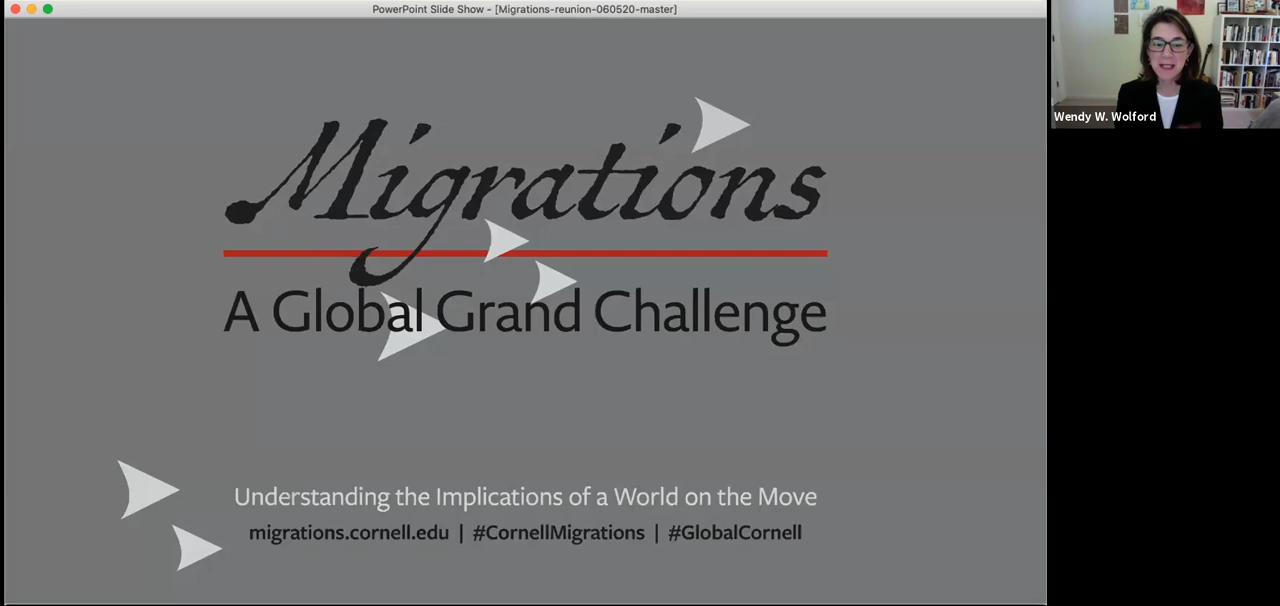 PowerPoint Slide Show - [Migrations-reunion-060520-master]
Migrations
A Global Grand Challenge
Understanding the Implications of a World on the Move
migrations.cornell.edu | #CornellMigrations | #GlobalCornell
Wendy W. Wolford